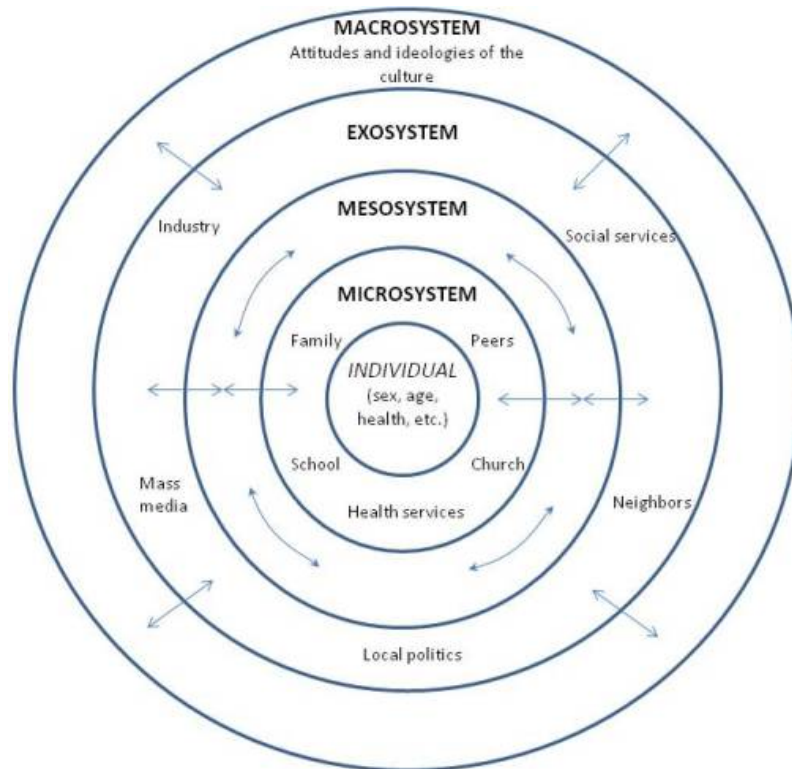 MACROSYSTEM
Attitudes and ideologies of the
culture
EXOSYSTEM
Industry
MESOSYSTEM
Social services
MICROSYSTEM
Family
Peers
INDIVIDUAL
(sex, age,
health, etc.)
School
Church
Mass
media
Health services
Neighbors
Local politics